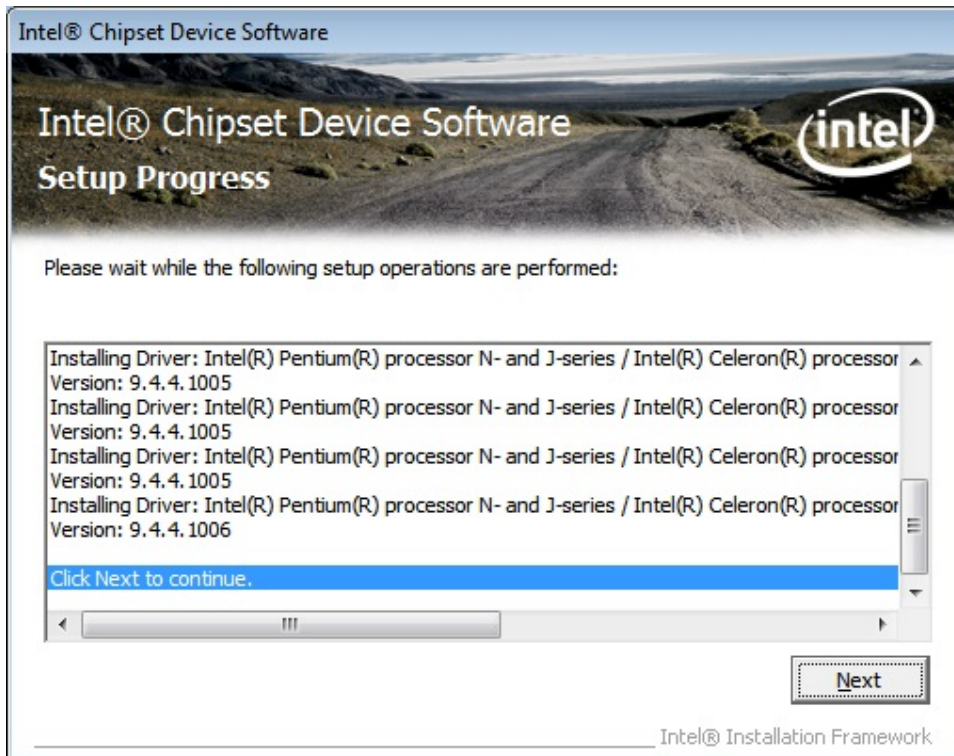 Intel® Chipset Device Software
Intel® Chipset Device Software
intel
Setup Progress
Please wait while the following setup operations are performed:
Installing Driver: Intel(R) Pentium(R) processor N- and J-series / Intel(R) Celeron(R) processor
Version: 9.4.4.1005
Installing Driver: Intel(R) Pentium(R) processor N- and J-series / Intel(R) Celeron(R) processor
Version: 9.4.4.1005
Installing Driver: Intel(R) Pentium(R) processor N- and J-series / Intel(R) Celeron(R) processor
Version: 9.4.4.1005
Installing Driver: Intel(R) Pentium(R) processor N- and J-series / Intel(R) Celeron(R) processor
Version: 9.4.4.1006
Click Next to continue.
Next
Intel® Installation Framework